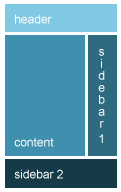 header
sidebar 1
content
sidebar 2